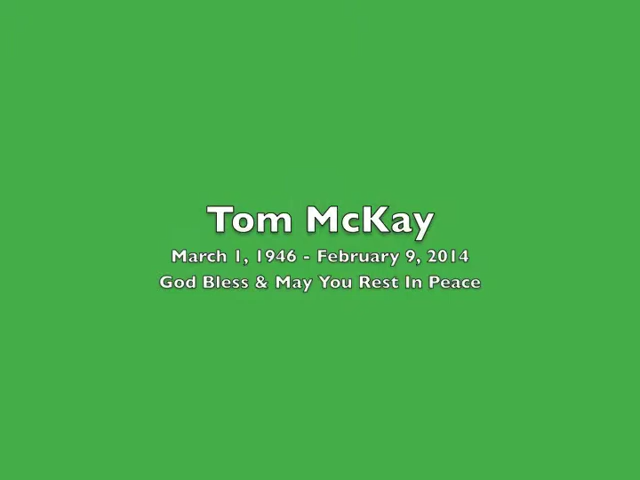 Tom McKay
March 1, 1946 - February 9, 2014
God Bless & May You Rest In Peace